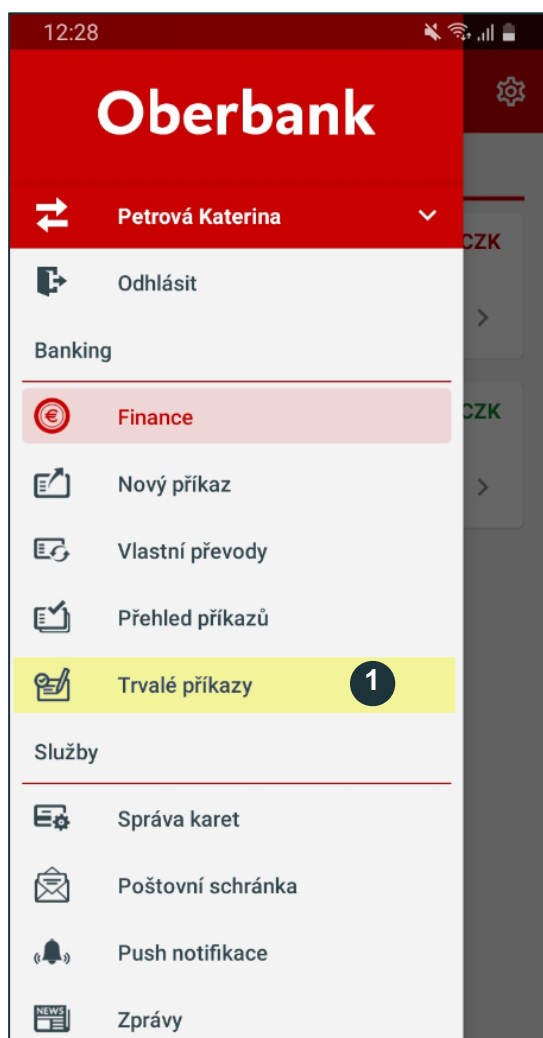 12:28
Oberbank
Petrová Katerina
CZK
Odhlásit
Banking
Finance
CZK
Nový příkaz
Vlastní převody
Přehled příkazů
Trvalé příkazy 1
Služby
Správa karet
Poštovní schránka
Push notifikace
NEWS
Zprávy